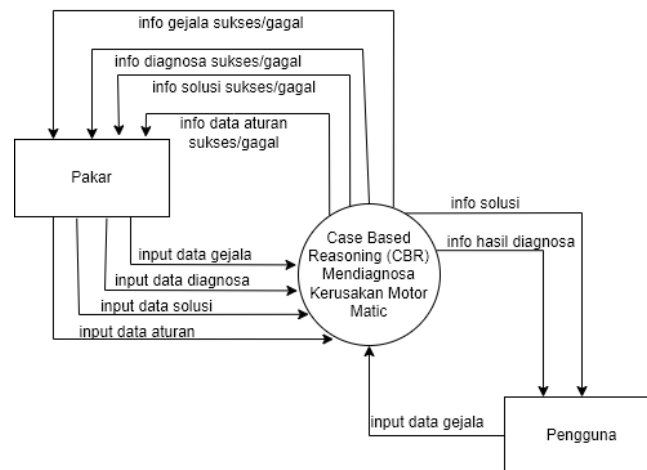 info gejala sukses/gagal
info diagnosa sukses/gagal
info solusi sukses/gagal
info data aturan
sukses/gagal
Pakar
info solusi
info hasil diagnosa
Case Based
Reasoning (CBR)
Mendiagnosa
Kerusakan Motor
Matic
input data gejala
input data diagnosa
input data solusi
input data aturan
input data gejala
Pengguna